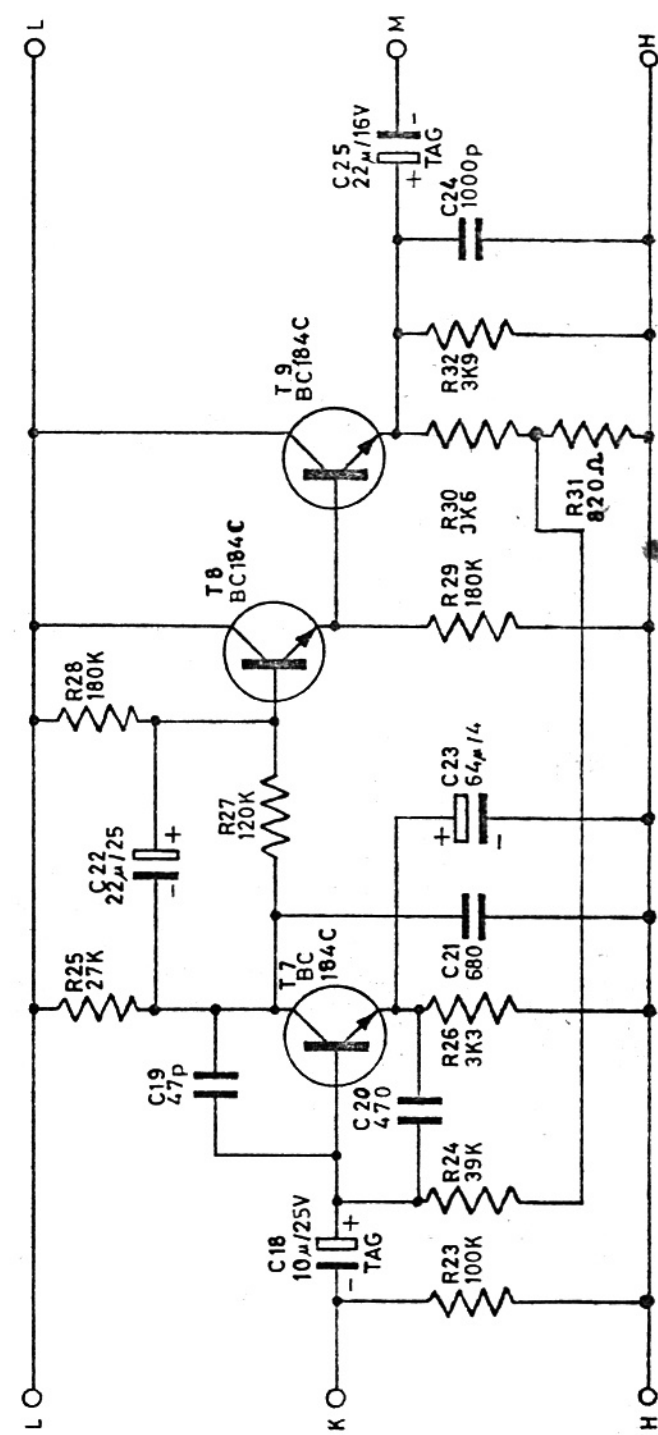 L
K
H
C18
10μ/25V
TAG
-
+
R23
100K
R24
39K
C19
47p
C20
470
R25
27K
T7
BC
184C
R26
3K3
C21
680
C22
22μ/25
-
+
R27
120K
C23
64μ/4
+
-
R28
180K
T8
BC184C
R29
180K
T9
BC184C
R30
R31
820Ω
R32
3K9
C24
1000p
C25
22μ/16V
+
-
TAG
L
M
H